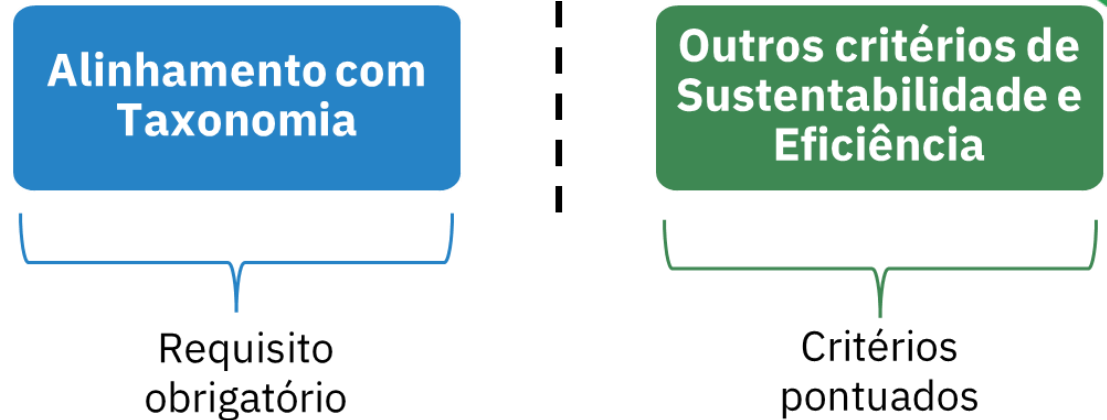 Alinhamento com
Taxonomia
Requisito
obrigatório
Outros critérios de
Sustentabilidade e
Eficiência
Critérios
pontuados